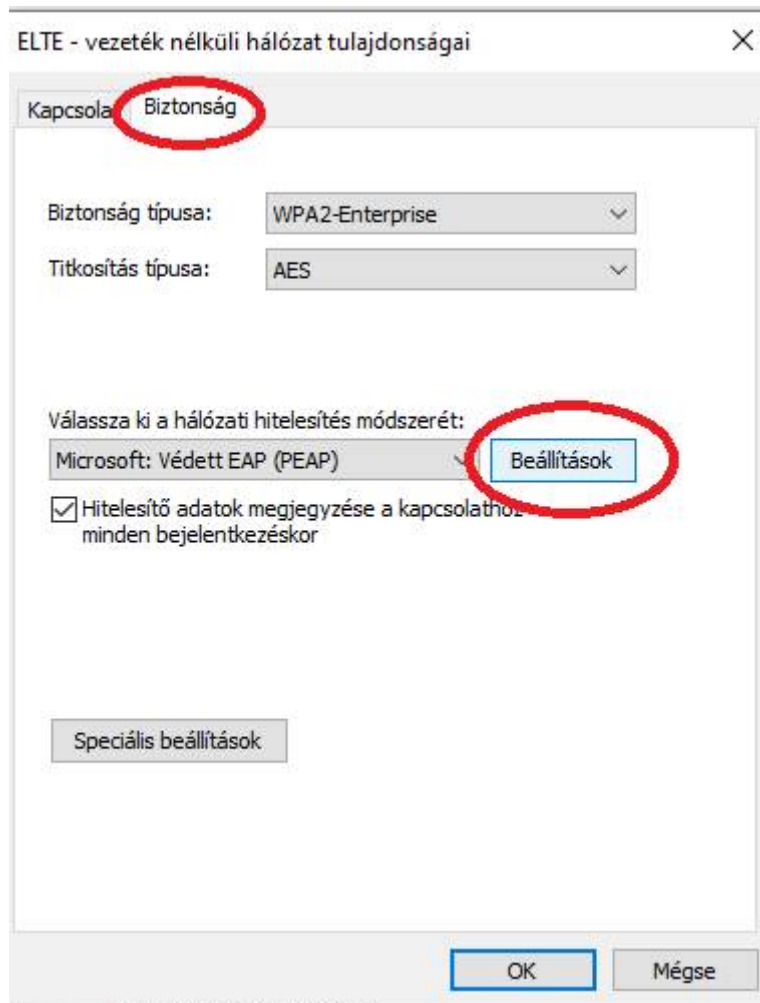 ELTE - vezeték nélküli hálózat tulajdonságai
Kapcsola Biztonság
Biztonság típusa: WPA2-Enterprise
Titkosítás típusa: AES
Válassza ki a hálózati hitelesítés módszerét:
Microsoft: Védett EAP (PEAP) Beállítások
Hitelesítő adatok megjegyzése a kapcsolathoz
minden bejelentkezéskor
Speciális beállítások
OK Mégse